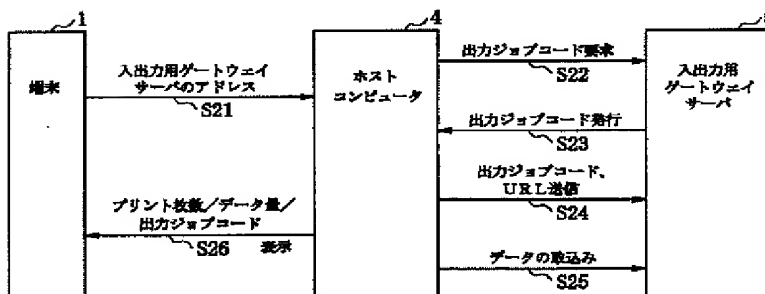 1
4
端末
ホスト
コンピュータ
入出力用
ゲートウェイ
サーバ
入出力用ゲートウェイ
サーバのアドレス
S21
出力ジョブコード要求
S22
出力ジョブコード発行
S23
出力ジョブコード、
URL送信
S24
データの取込み
S25
プリント枚数/データ量/
出力ジョブコード
表示
S26